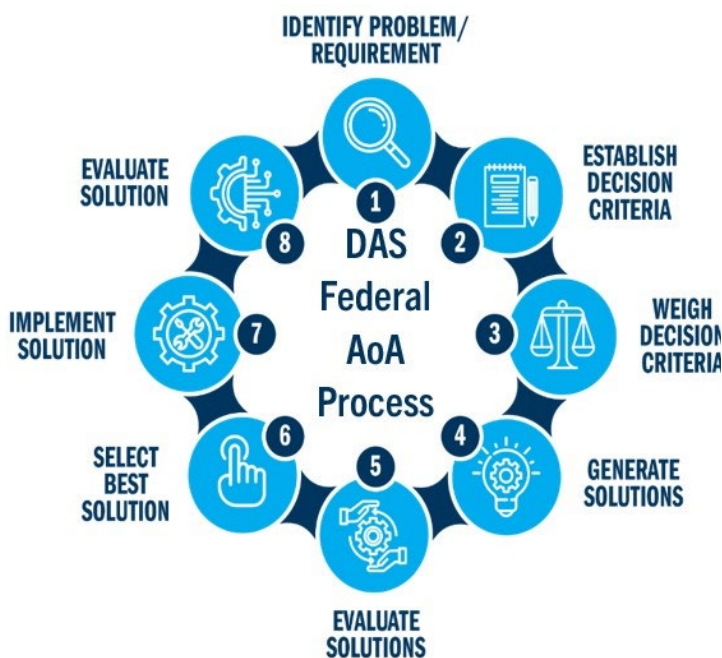 IDENTIFY PROBLEM/
REQUIREMENT
1
ESTABLISH
DECISION
CRITERIA
2
WEIGH
DECISION
CRITERIA
3
GENERATE
SOLUTIONS
4
EVALUATE
SOLUTIONS
5
SELECT
BEST
SOLUTION
6
IMPLEMENT
SOLUTION
7
EVALUATE
SOLUTION
8
DAS
Federal
AoA
Process